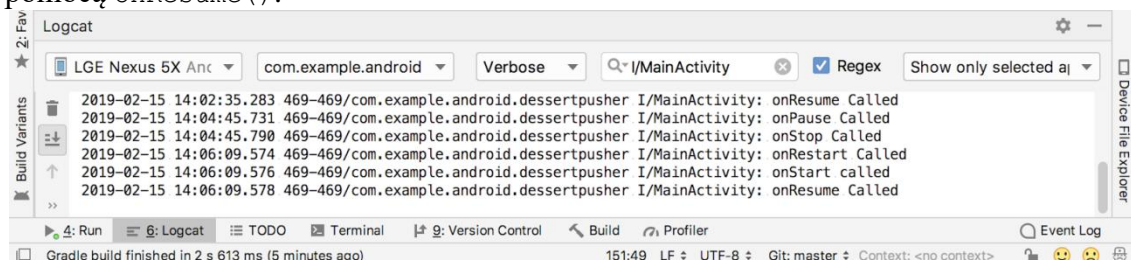 pomocą onResume().
Logcat
LGE Nexus 5X Anc com.example.android Verbose I/MainActivity Regex Show only selected a
2019-02-15 14:02:35.283 469-469/com.example.android.dessertpusher I/MainActivity: onResume Called
2019-02-15 14:04:45.731 469-469/com.example.android.dessertpusher I/MainActivity: onPause Called
2019-02-15 14:04:45.790 469-469/com.example.android.dessertpusher I/MainActivity: onStop Called
2019-02-15 14:06:09.574 469-469/com.example.android.dessertpusher I/MainActivity: onRestart Called
2019-02-15 14:06:09.576 469-469/com.example.android.dessertpusher I/MainActivity: onStart called
2019-02-15 14:06:09.578 469-469/com.example.android.dessertpusher I/MainActivity: onResume Called
2: Fav
Build Variants
Device File Explorer
4: Run 6: Logcat TODO Terminal 9: Version Control Build Profiler Event Log
Gradle build finished in 2 s 613 ms (5 minutes ago) 151:49 LF UTF-8 Git: master Context: <no context>